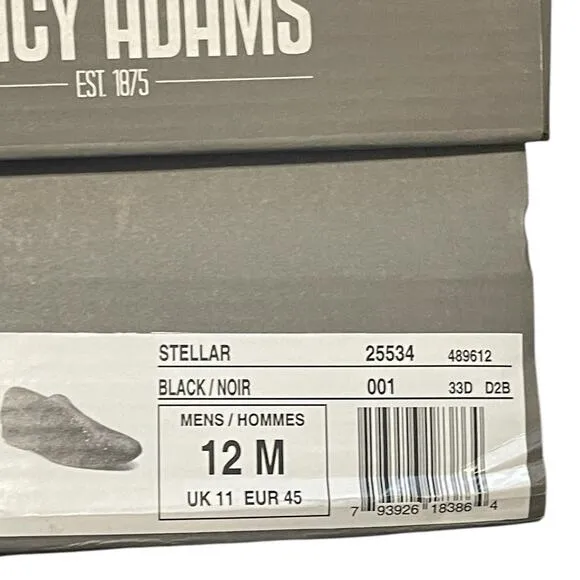 ADAMS
EST. 1875
STELLAR 25534 489612
BLACK / NOIR 001 33D D2B
MENS / HOMMES
12 M
UK 11 EUR 45
7 93926 18386 4